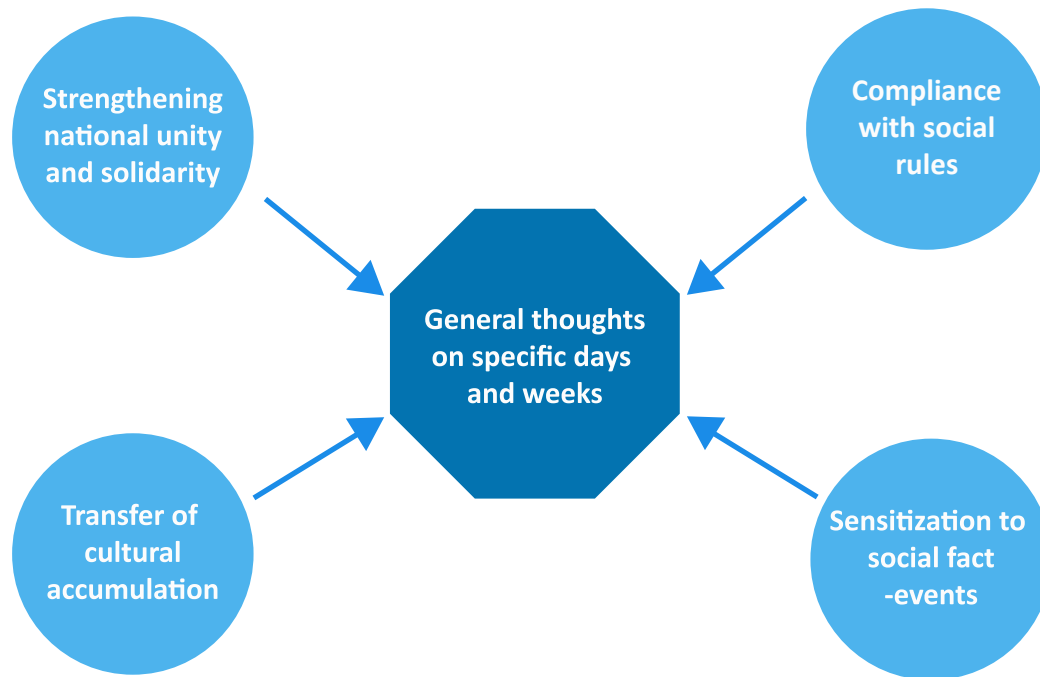 Strengthening
national unity
and solidarity
Compliance
with social
rules
General thoughts
on specific days
and weeks
Transfer of
cultural
accumulation
Sensitization to
social fact
-events